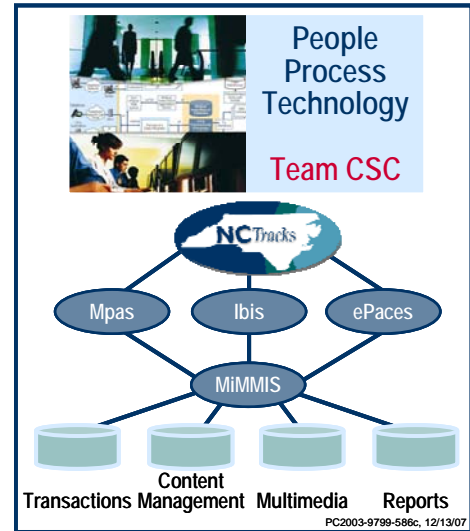 People
Process
Technology
Team CSC
NCTracks
Mpas
Ibis
ePaces
MiMMIS
Transactions
Content
Management
Multimedia
Reports
PC2003-9799-586c, 12/13/07